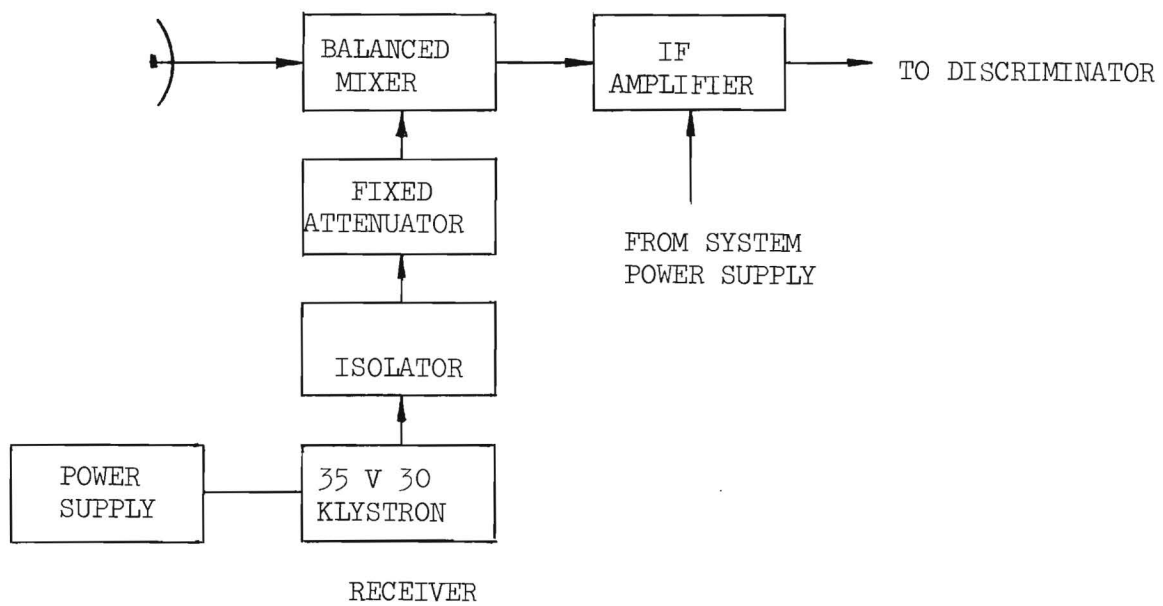 BALANCED
MIXER
IF
AMPLIFIER
TO DISCRIMINATOR
FIXED
ATTENUATOR
FROM SYSTEM
POWER SUPPLY
ISOLATOR
POWER
SUPPLY
35 V 30
KLYSTRON
RECEIVER